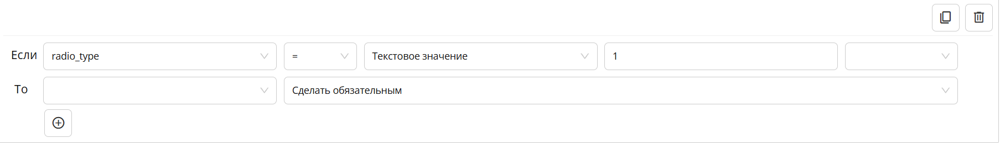 Если radio_type = Текстовое значение 1
То Сделать обязательным